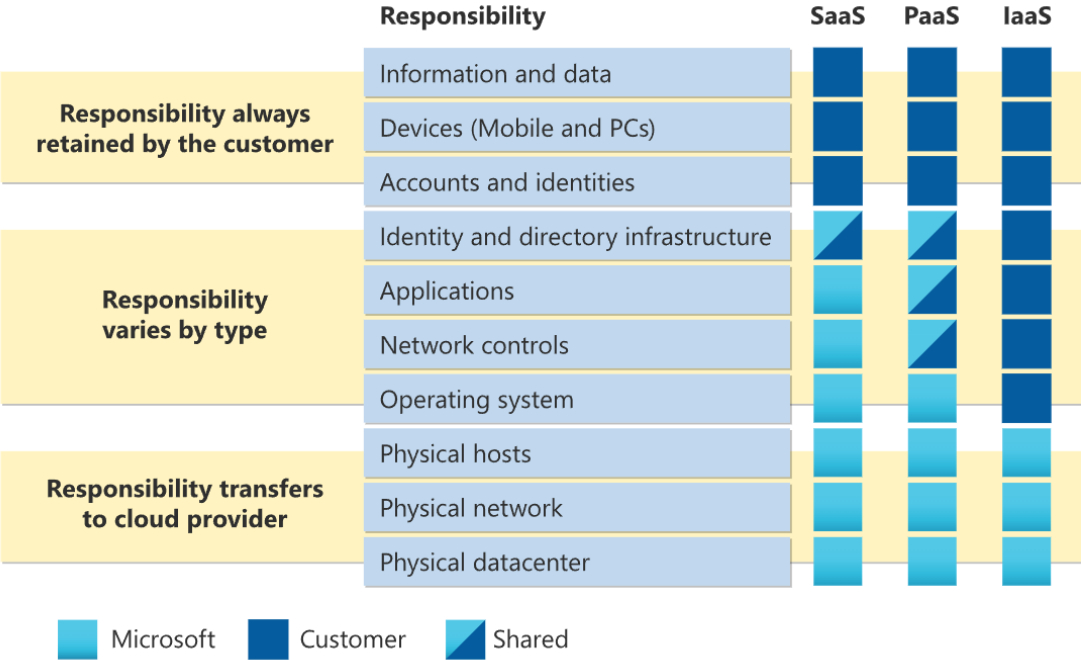 Responsibility SaaS PaaS IaaS
Information and data
Responsibility always
retained by the customer
Devices (Mobile and PCs)
Accounts and identities
Identity and directory infrastructure
Responsibility
varies by type
Applications
Network controls
Operating system
Physical hosts
Responsibility transfers
to cloud provider
Physical network
Physical datacenter
Microsoft Customer Shared